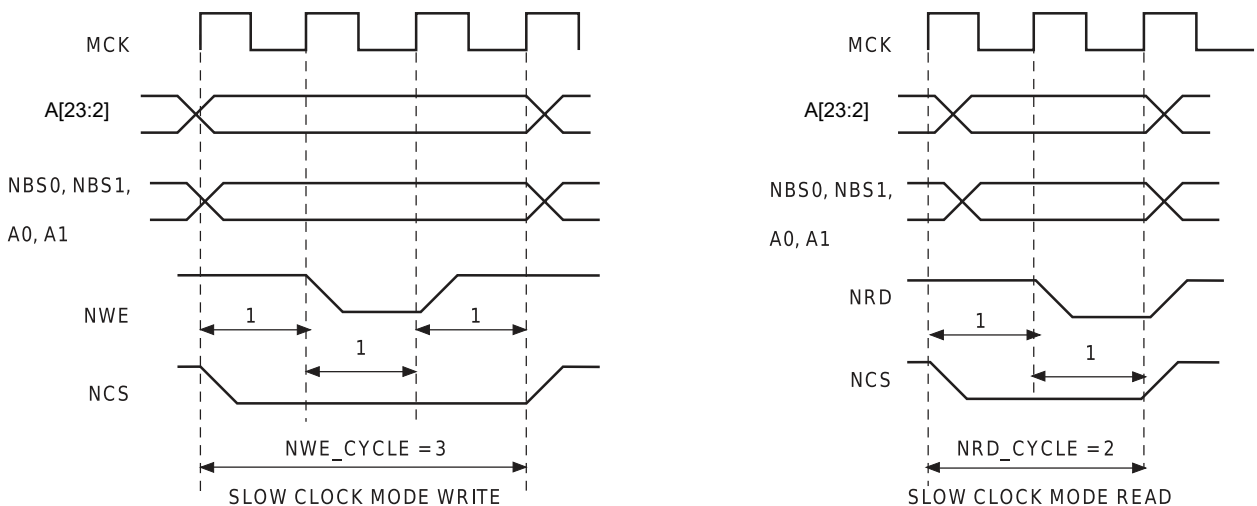 MCK
A[23:2]
NBS0, NBS1,
A0, A1
NWE
1
1
1
NCS
NWE_CYCLE = 3
SLOW CLOCK MODE WRITE
MCK
A[23:2]
NBS0, NBS1,
A0, A1
NRD
1
1
NCS
NRD_CYCLE = 2
SLOW CLOCK MODE READ